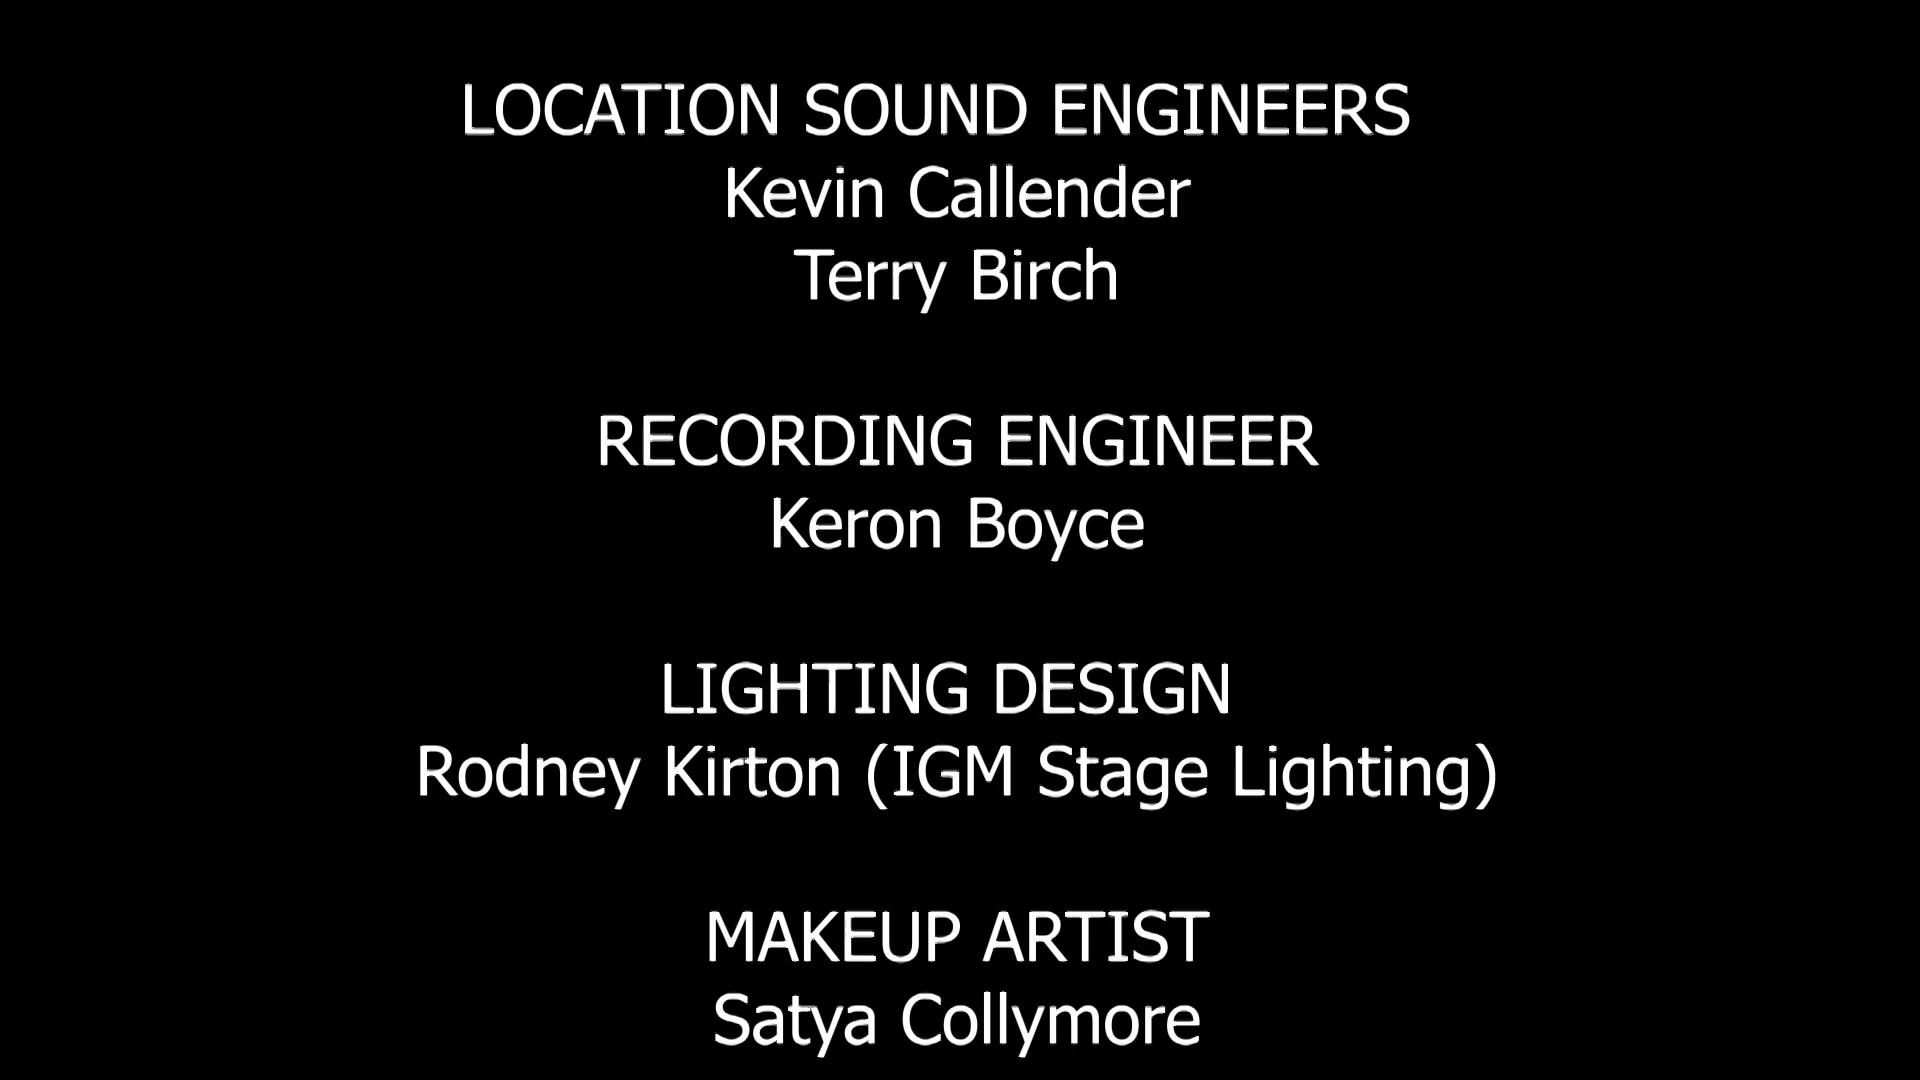 LOCATION SOUND ENGINEERS
Kevin Callender
Terry Birch
RECORDING ENGINEER
Keron Boyce
LIGHTING DESIGN
Rodney Kirton (IGM Stage Lighting)
MAKEUP ARTIST
Satya Collymore